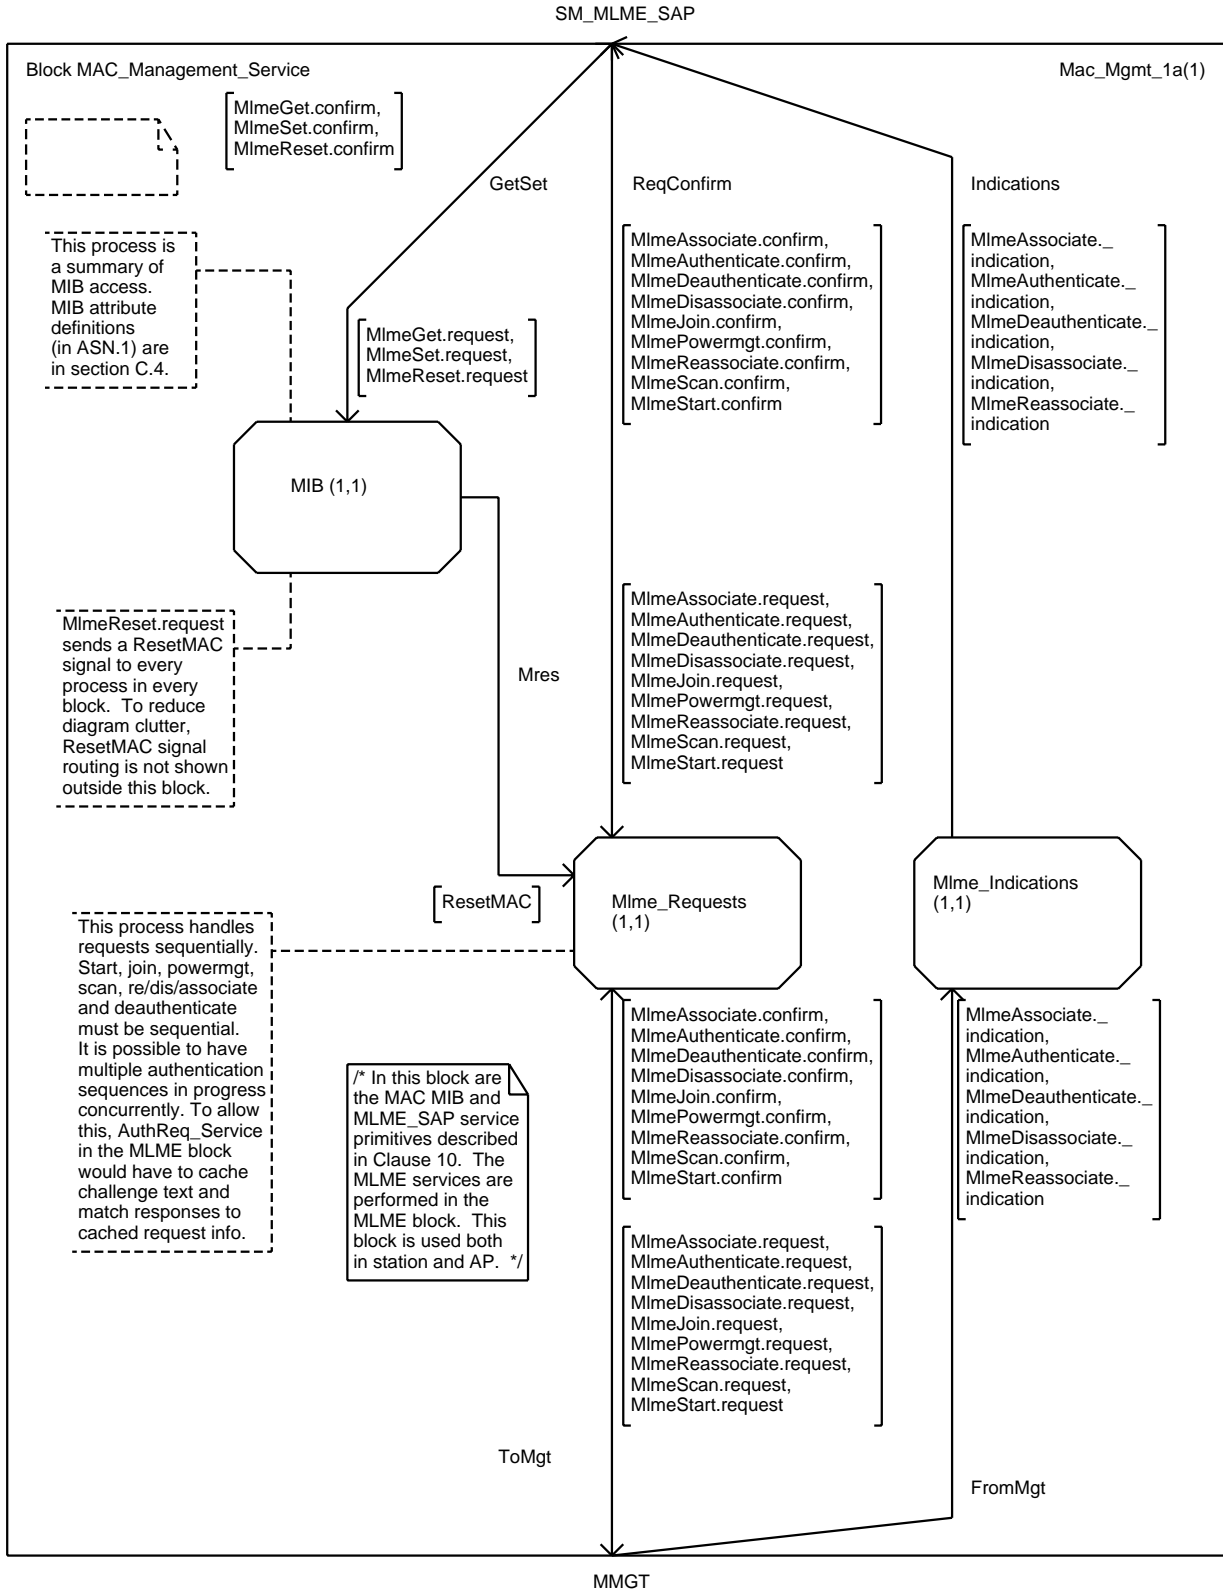 SM_MLME_SAP
Block MAC_Management_Service
Mac_Mgmt_1a(1)
[MlmeGet.confirm,
MlmeSet.confirm,
MlmeReset.confirm]
GetSet
ReqConfirm
Indications
This process is
a summary of
MIB access.
MIB attribute
definitions
(in ASN.1) are
in section C.4.
[MlmeGet.request,
MlmeSet.request,
MlmeReset.request]
[MlmeAssociate.confirm,
MlmeAuthenticate.confirm,
MlmeDeauthenticate.confirm,
MlmeDisassociate.confirm,
MlmeJoin.confirm,
MlmePowermgt.confirm,
MlmeReassociate.confirm,
MlmeScan.confirm,
MlmeStart.confirm]
[MlmeAssociate._
indication,
MlmeAuthenticate._
indication,
MlmeDeauthenticate._
indication,
MlmeDisassociate._
indication,
MlmeReassociate._
indication]
MIB (1,1)
MlmeReset.request
sends a ResetMAC
signal to every
process in every
block. To reduce
diagram clutter,
ResetMAC signal
routing is not shown
outside this block.
Mres
[MlmeAssociate.request,
MlmeAuthenticate.request,
MlmeDeauthenticate.request,
MlmeDisassociate.request,
MlmeJoin.request,
MlmePowermgt.request,
MlmeReassociate.request,
MlmeScan.request,
MlmeStart.request]
[ResetMAC]
Mlme_Requests
(1,1)
Mlme_Indications
(1,1)
This process handles
requests sequentially.
Start, join, powermgt,
scan, re/dis/associate
and deauthenticate
must be sequential.
It is possible to have
multiple authentication
sequences in progress
concurrently. To allow
this, AuthReq_Service
in the MLME block
would have to cache
challenge text and
match responses to
cached request info.
/* In this block are
the MAC MIB and
MLME_SAP service
primitives described
in Clause 10. The
MLME services are
performed in the
MLME block. This
block is used both
in station and AP. */
[MlmeAssociate.confirm,
MlmeAuthenticate.confirm,
MlmeDeauthenticate.confirm,
MlmeDisassociate.confirm,
MlmeJoin.confirm,
MlmePowermgt.confirm,
MlmeReassociate.confirm,
MlmeScan.confirm,
MlmeStart.confirm]
[MlmeAssociate._
indication,
MlmeAuthenticate._
indication,
MlmeDeauthenticate._
indication,
MlmeDisassociate._
indication,
MlmeReassociate._
indication]
[MlmeAssociate.request,
MlmeAuthenticate.request,
MlmeDeauthenticate.request,
MlmeDisassociate.request,
MlmeJoin.request,
MlmePowermgt.request,
MlmeReassociate.request,
MlmeScan.request,
MlmeStart.request]
ToMgt
FromMgt
MMGT